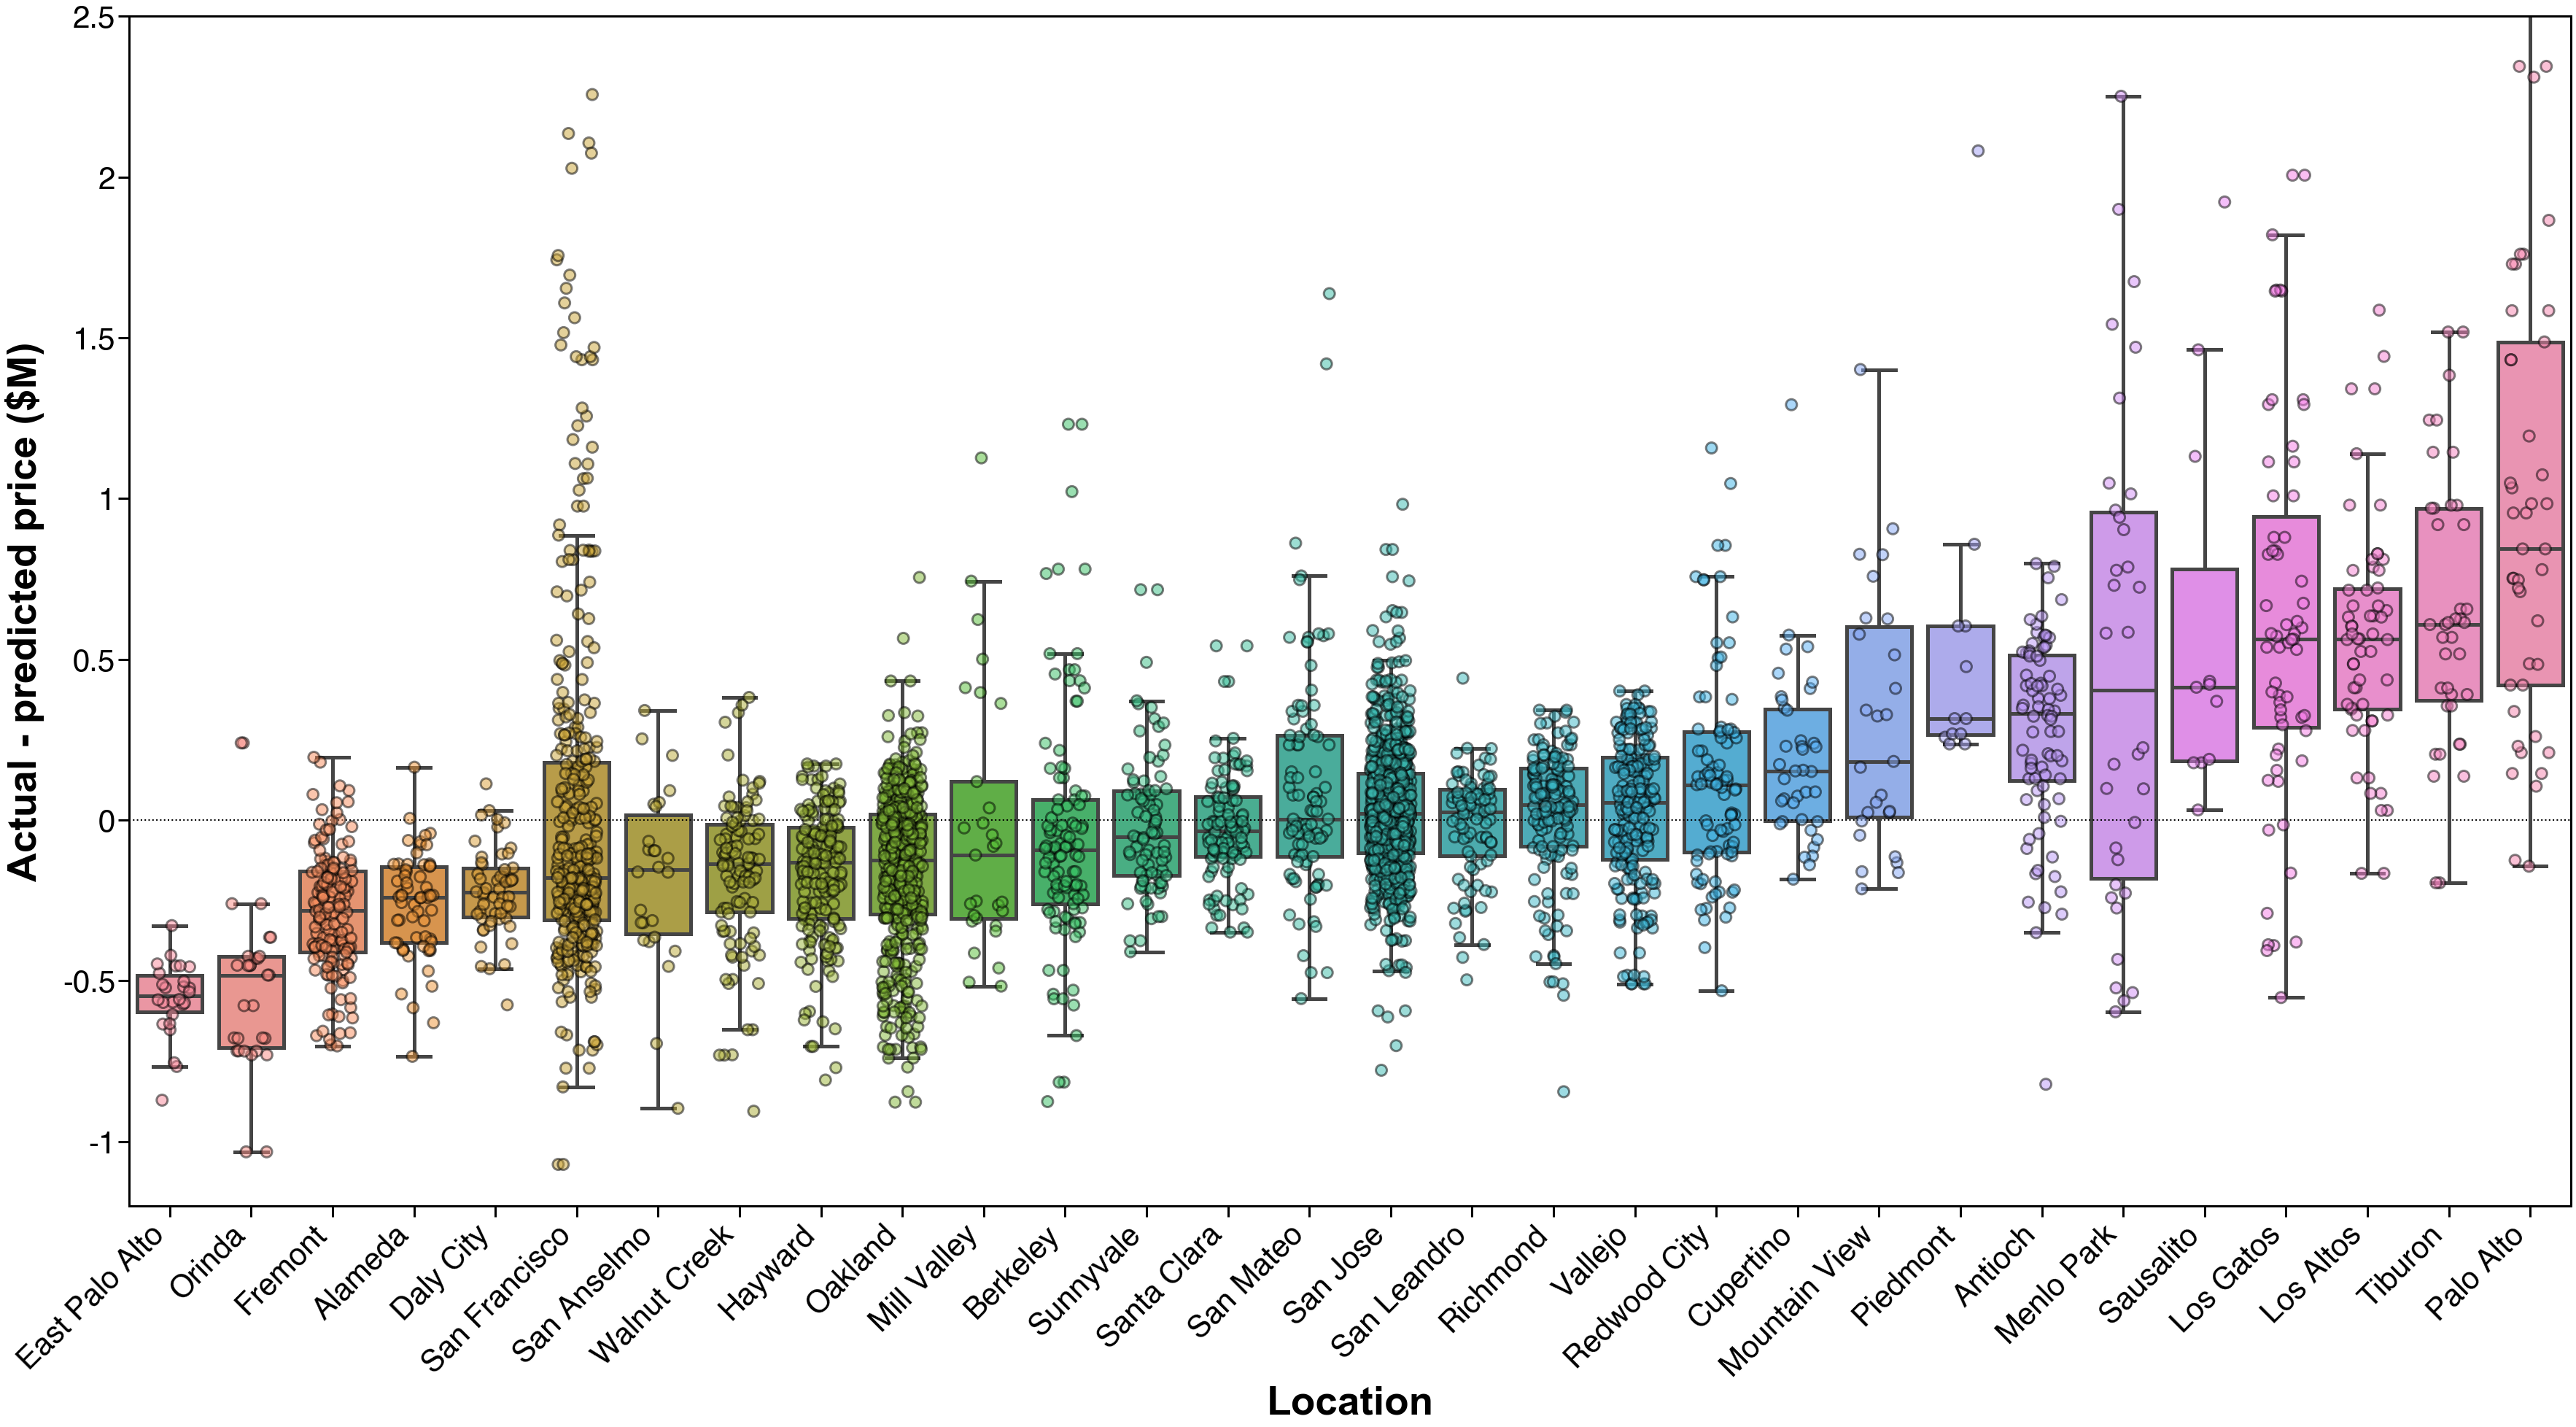 Actual - predicted price ($M)
2.5
2
1.5
1
0.5
0
-0.5
-1
East Palo Alto
Orinda
Fremont
Alameda
Daly City
San Francisco
San Anselmo
Walnut Creek
Hayward
Oakland
Mill Valley
Berkeley
Sunnyvale
Santa Clara
San Mateo
San Jose
San Leandro
Richmond
Vallejo
Redwood City
Cupertino
Mountain View
Piedmont
Antioch
Menlo Park
Sausalito
Los Gatos
Los Altos
Tiburon
Palo Alto
Location